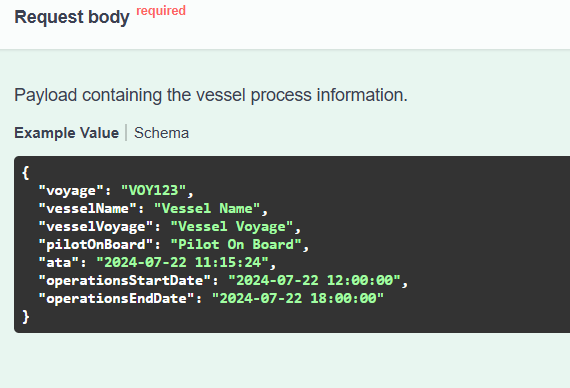 Request body required
Payload containing the vessel process information.
Example Value | Schema
{
  "voyage": "VOY123",
  "vesselName": "Vessel Name",
  "vesselVoyage": "Vessel Voyage",
  "pilotOnBoard": "Pilot On Board",
  "ata": "2024-07-22 11:15:24",
  "operationsStartDate": "2024-07-22 12:00:00",
  "operationsEndDate": "2024-07-22 18:00:00"
}